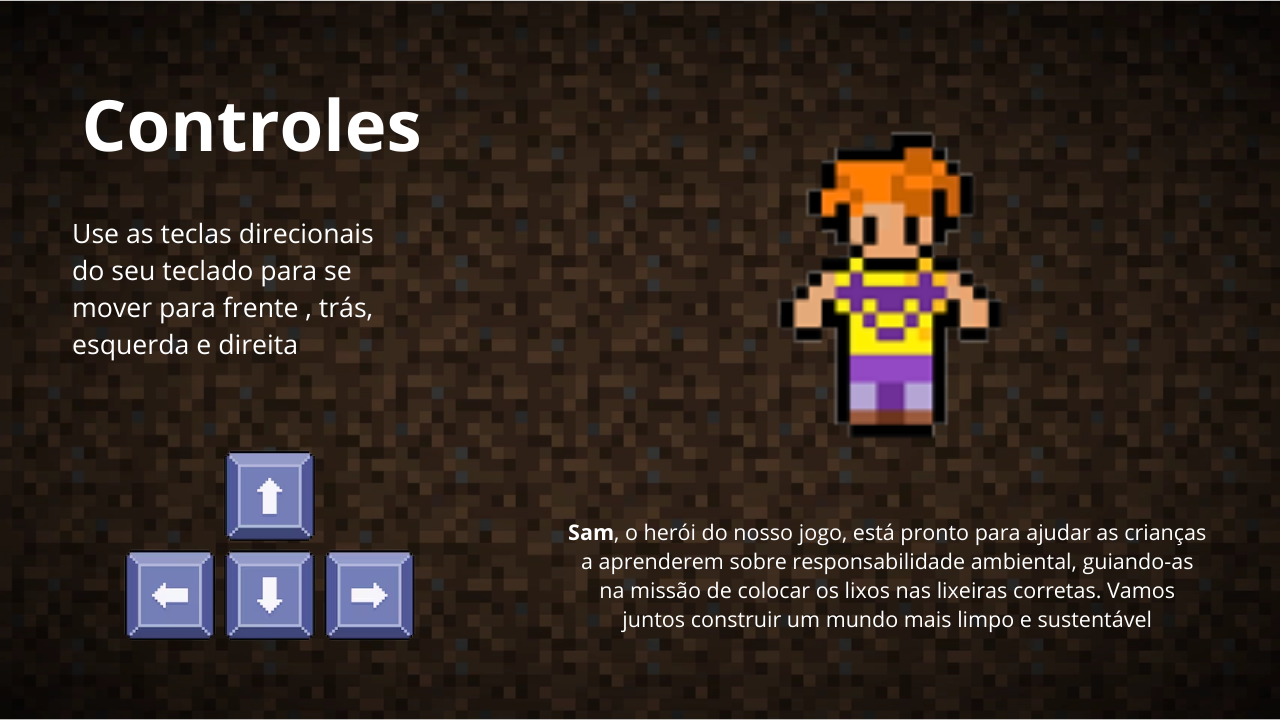 Controles
Use as teclas direcionais
do seu teclado para se
mover para frente , trás,
esquerda e direita
Sam, o herói do nosso jogo, está pronto para ajudar as crianças
a aprenderem sobre responsabilidade ambiental, guiando-as
na missão de colocar os lixos nas lixeiras corretas. Vamos
juntos construir um mundo mais limpo e sustentável